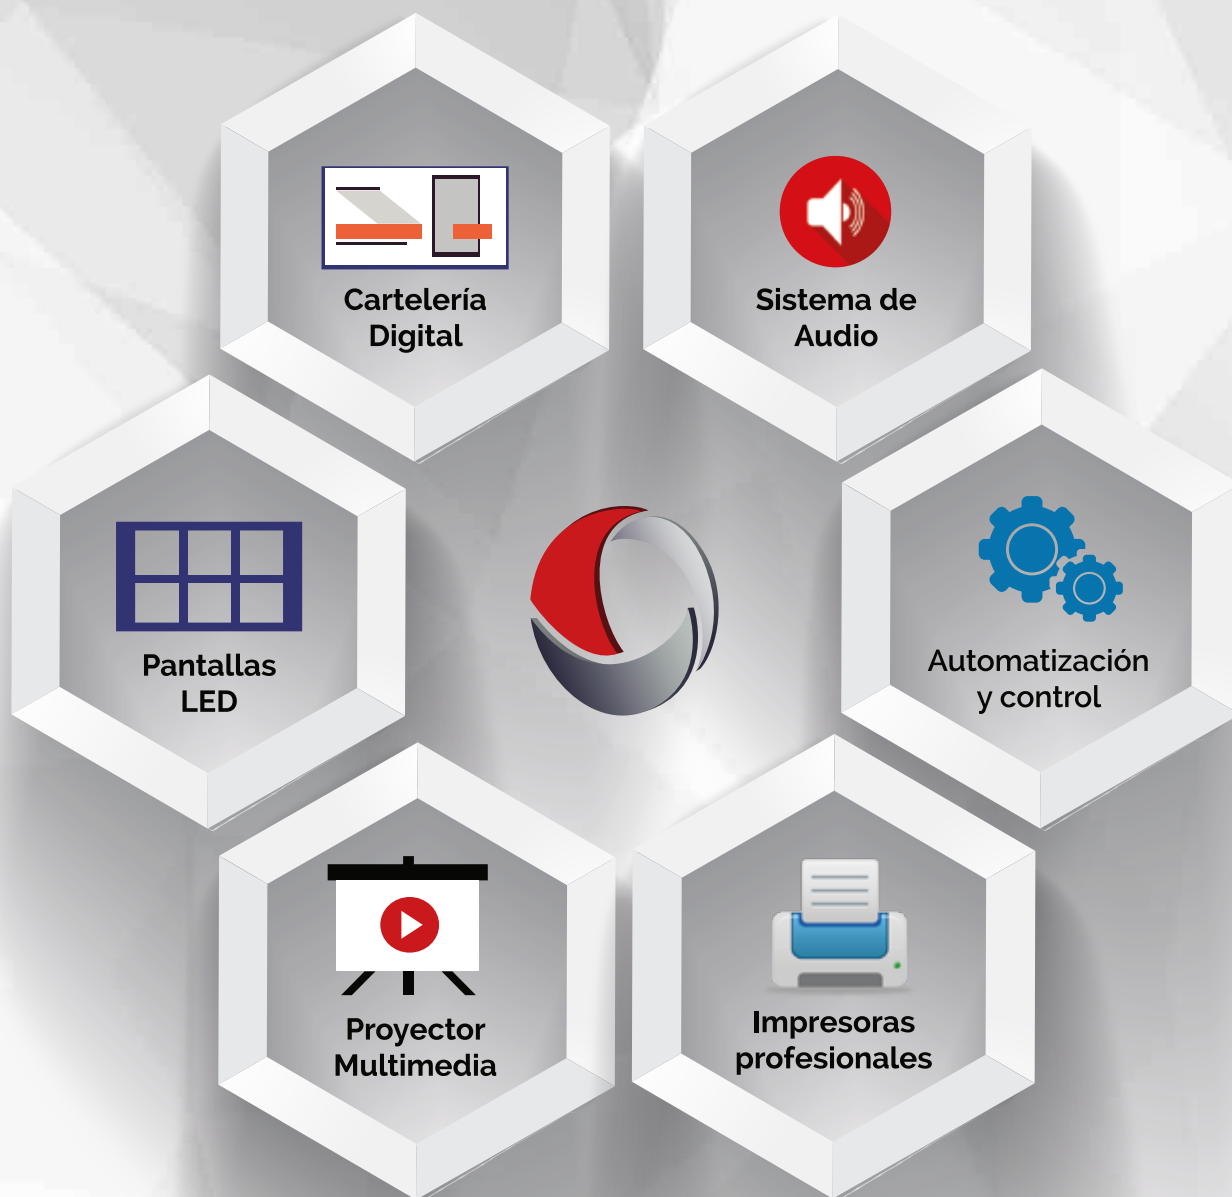 Cartelería
Digital
Sistema de
Audio
Pantallas
LED
Automatización
y control
Proyector
Multimedia
Impresoras
profesionales